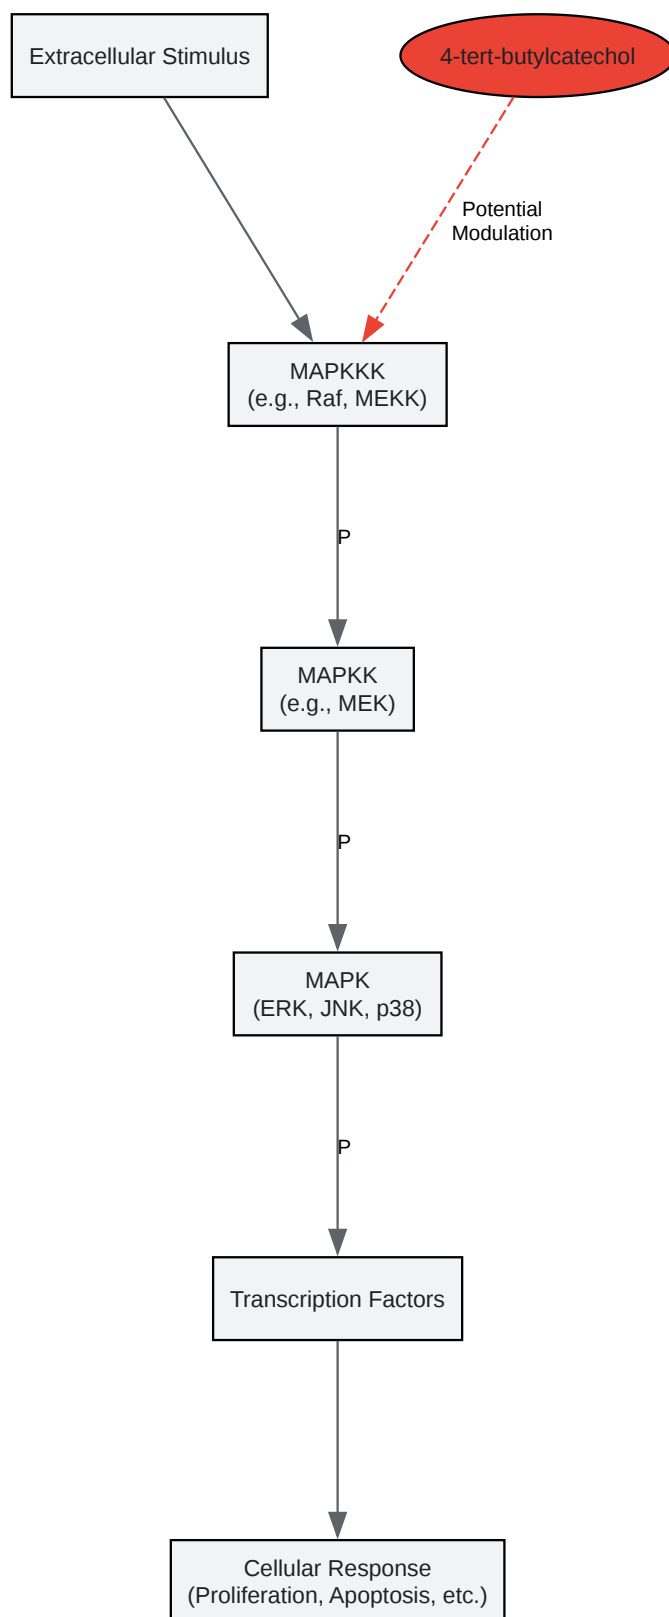 Extracellular Stimulus
4-tert-butylcatechol
Potential
Modulation
MAPKKK
(e.g., Raf, MEKK)
P
MAPKK
(e.g., MEK)
P
MAPK
(ERK, JNK, p38)
P
Transcription Factors
Cellular Response
(Proliferation, Apoptosis, etc.)